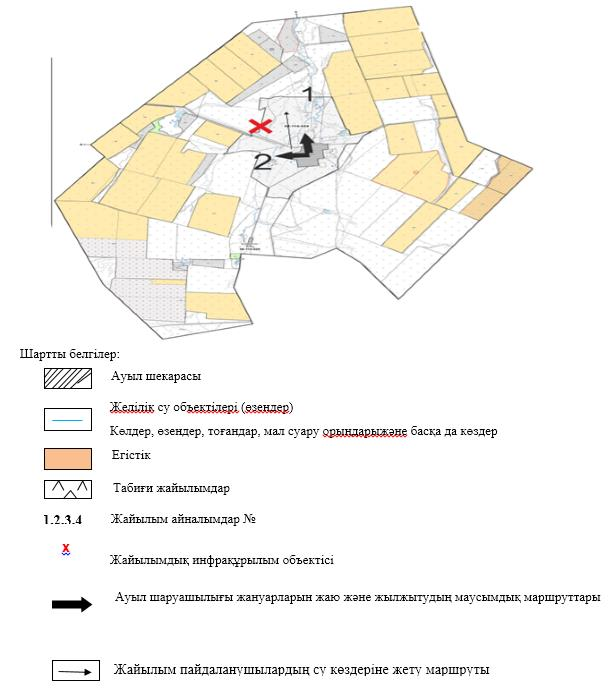 1
2
Шартты белгілер:
Ауыл шекарасы
Желілік су объектілері (өзендер)
Көлдер, өзендер, тоғандар, мал суару орындарыжәне басқа да көздер
Егістік
Табиғи жайылымдар
1.2.3.4 Жайылым айналымдар №
х Жайылымдық инфрақұрылым объектісі
Ауыл шаруашылығы жануарларын жаю және жылжытудың маусымдық маршруттары
Жайылым пайдаланушылардың су көздеріне жету маршруты